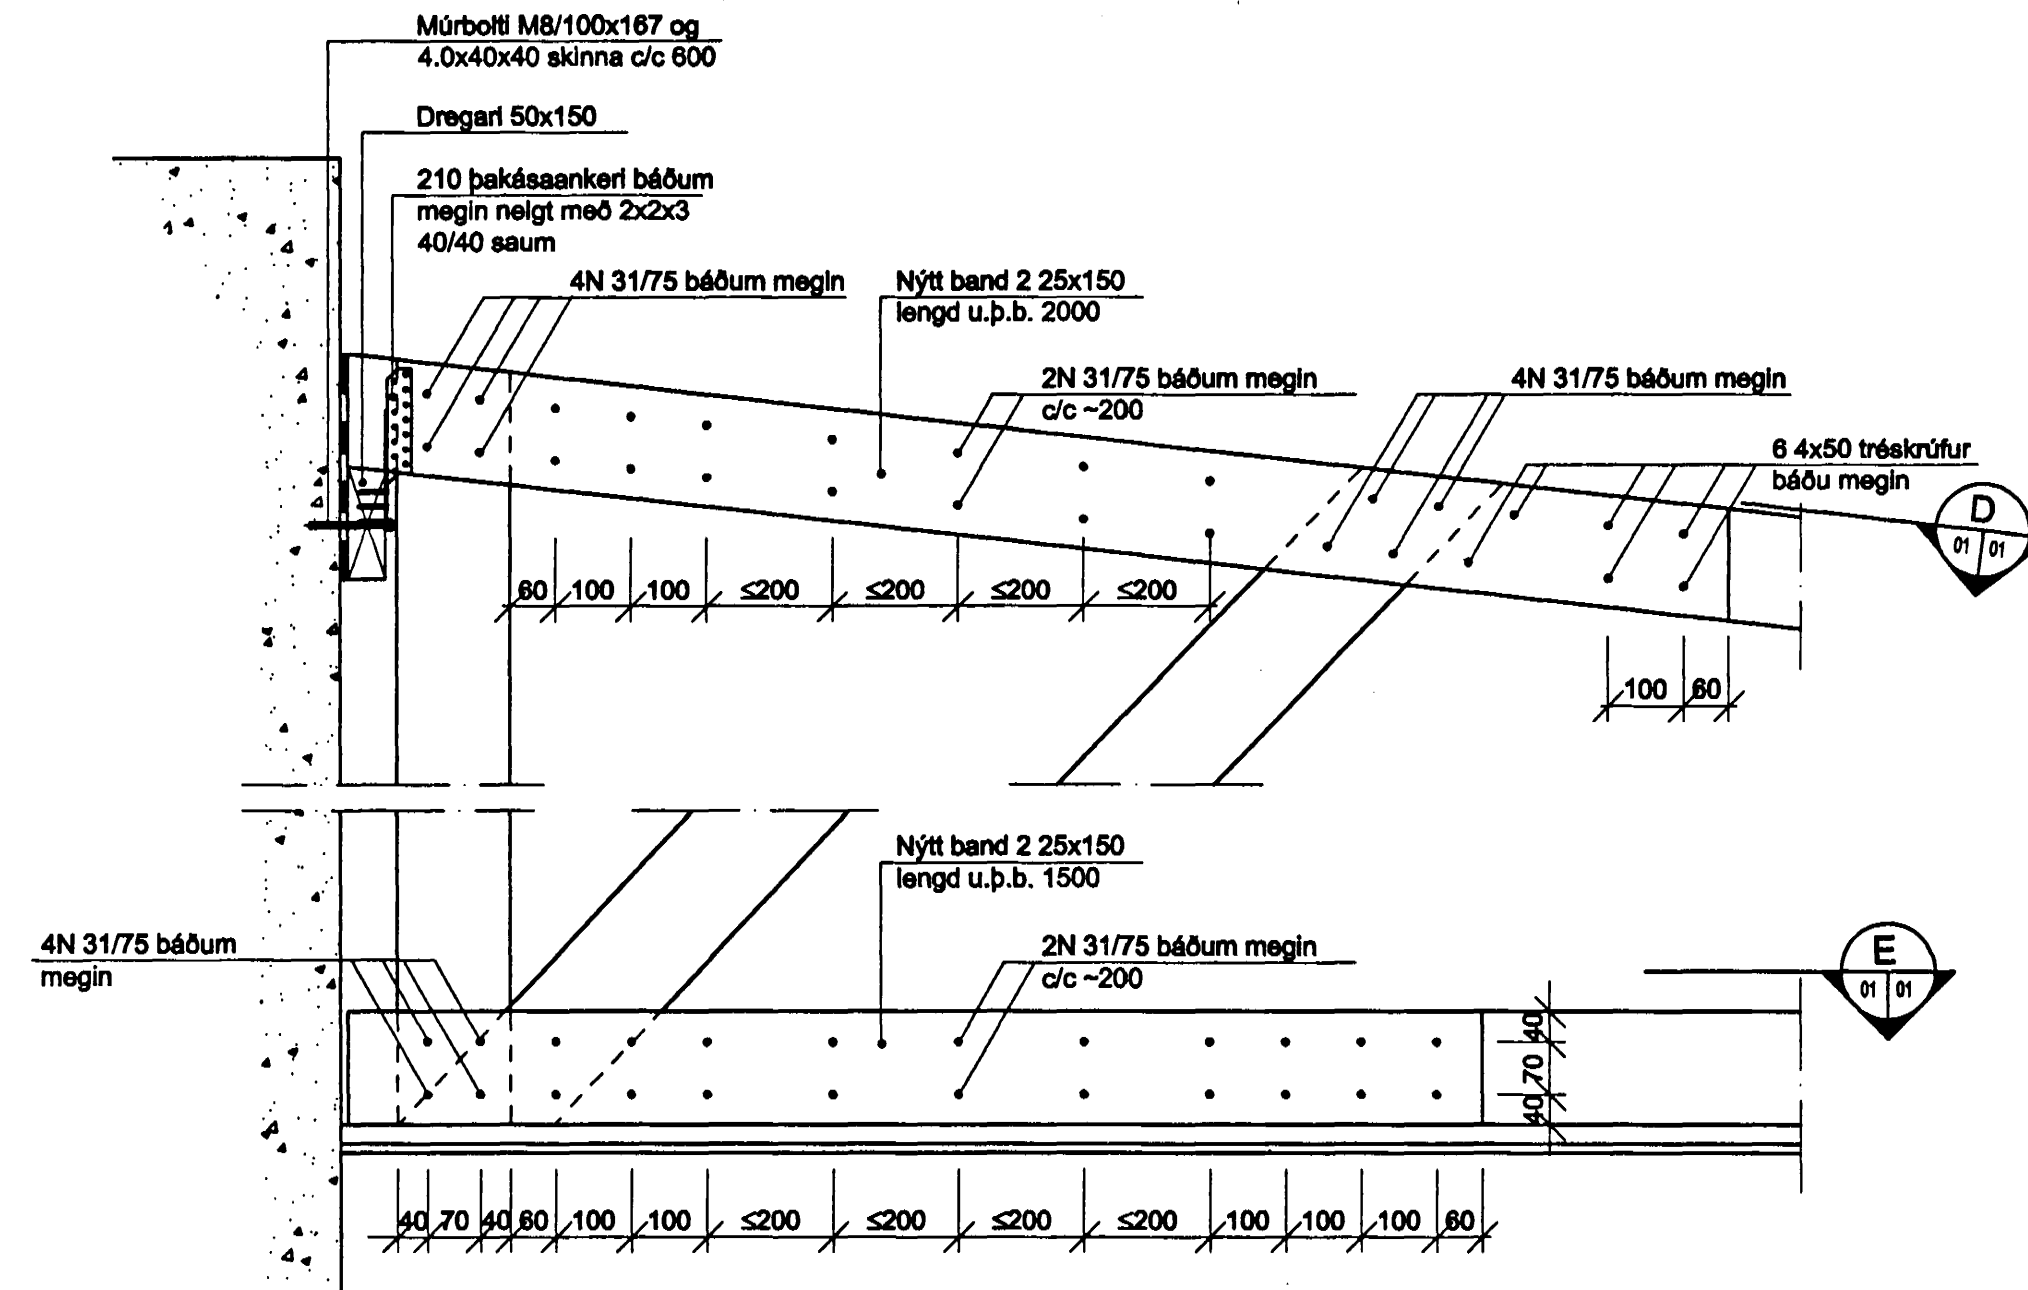 Múrbolti M8/100x167 og
4.0x40x40 skinna c/c 600
Dregari 50x150
210 þakásaankeri báðum
megin neigt með 2x2x3
40/40 saum
4N 31/75 báðum megin
Nýtt band 2 25x150
lengd u.þ.b. 2000
2N 31/75 báðum megin
c/c ~200
4N 31/75 báðum megin
6 4x50 tréskrúfur
báðu megin
D
01 01
60 100 100 ≤200 ≤200 ≤200 ≤200
100 60
Nýtt band 2 25x150
lengd u.þ.b. 1500
4N 31/75 báðum
megin
2N 31/75 báðum megin
c/c ~200
E
01 01
40
70
40
40 70 40 60 100 100 ≤200 ≤200 ≤200 ≤200 100 100 100 60